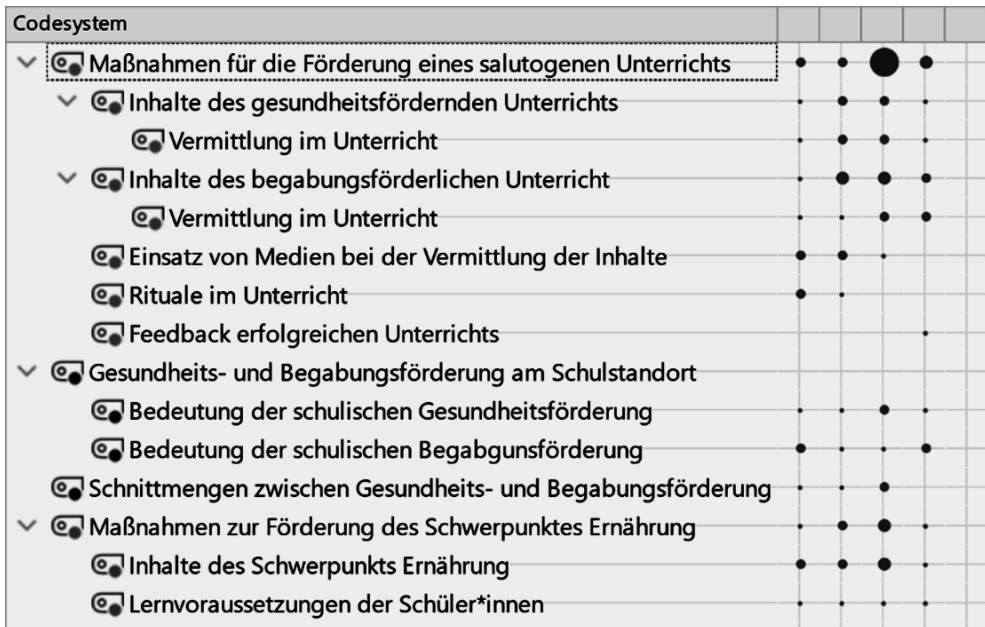 Codesystem
Maßnahmen für die Förderung eines salutogenen Unterrichts
Inhalte des gesundheitsfördernden Unterrichts
Vermittlung im Unterricht
Inhalte des begabungsförderlichen Unterricht
Vermittlung im Unterricht
Einsatz von Medien bei der Vermittlung der Inhalte
Rituale im Unterricht
Feedback erfolgreichen Unterrichts
Gesundheits- und Begabungsförderung am Schulstandort
Bedeutung der schulischen Gesundheitsförderung
Bedeutung der schulischen Begabgunsförderung
Schnittmengen zwischen Gesundheits- und Begabungsförderung
Maßnahmen zur Förderung des Schwerpunktes Ernährung
Inhalte des Schwerpunkts Ernährung
Lernvoraussetzungen der Schüler*innen